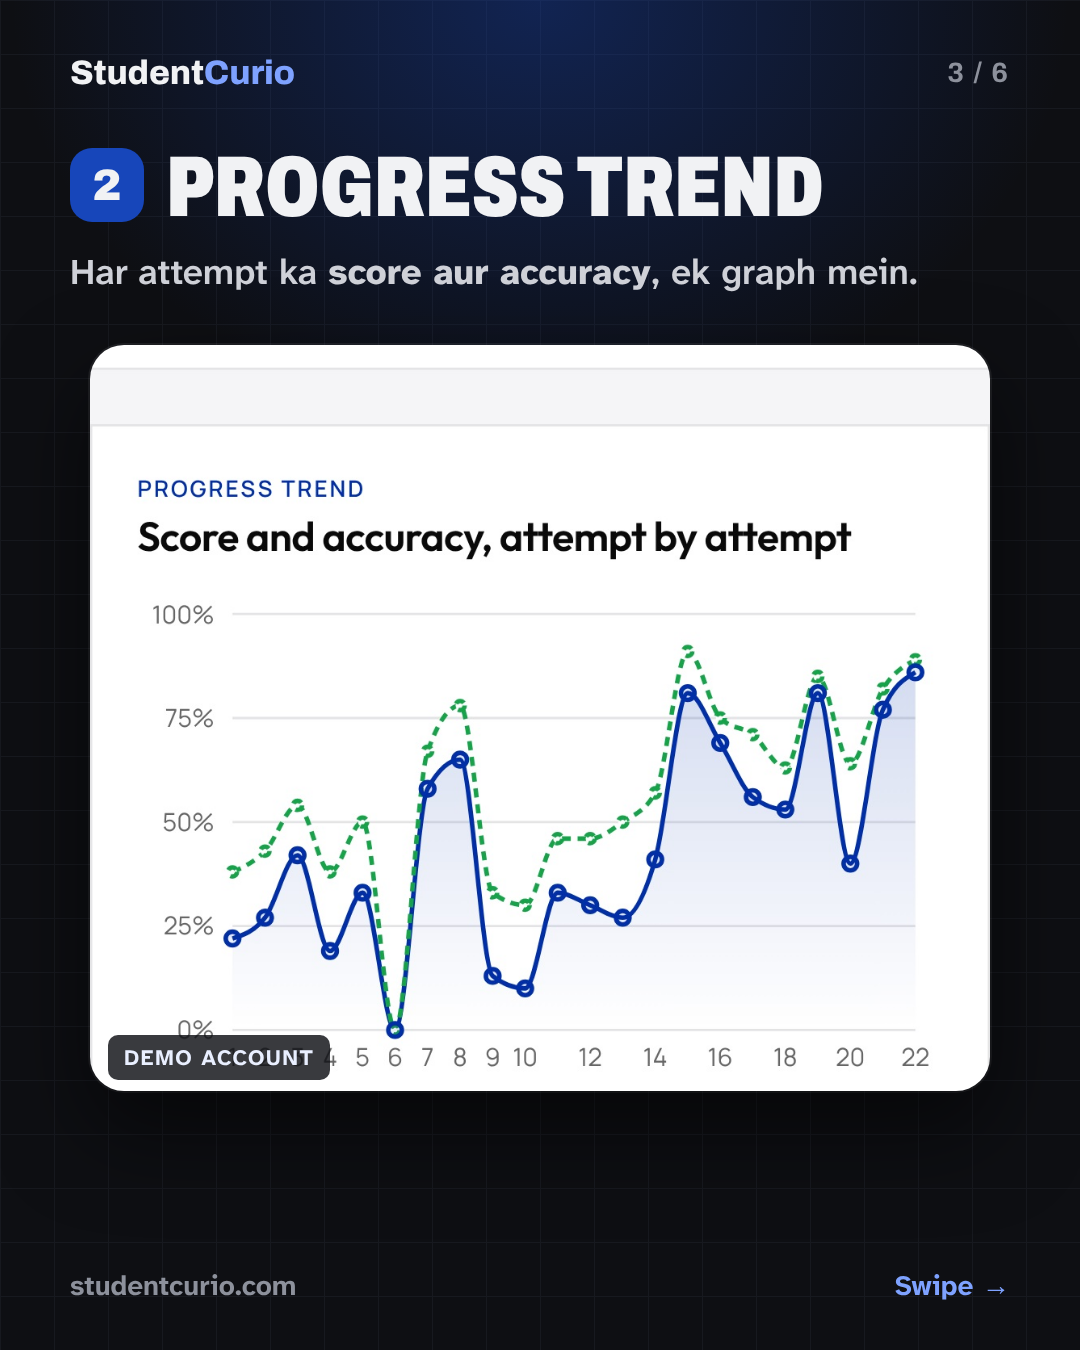 StudentCurio
3 / 6
2 PROGRESS TREND
Har attempt ka score aur accuracy, ek graph mein.
PROGRESS TREND
Score and accuracy, attempt by attempt
100%
75%
50%
25%
0%
DEMO ACCOUNT 4 5 6 7 8 9 10 12 14 16 18 20 22
studentcurio.com
Swipe →